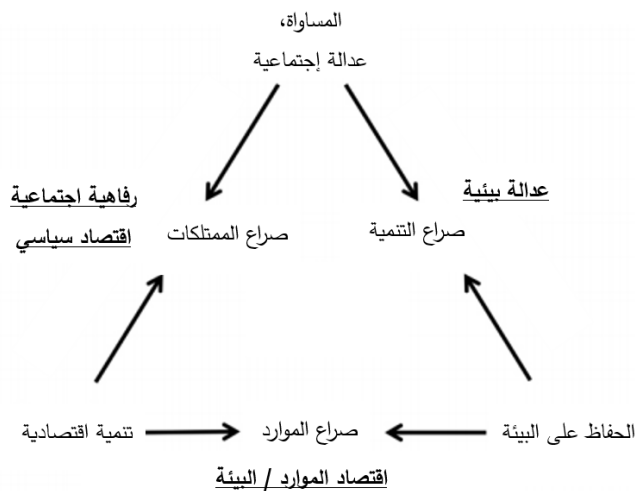 المساواة،
عدالة إجتماعية
عدالة بيئية
رفاهية اجتماعية
اقتصاد سياسي
صراع التنمية
صراع الممتلكات
الحفاظ على البيئة
صراع الموارد
تنمية اقتصادية
اقتصاد الموارد / البيئة